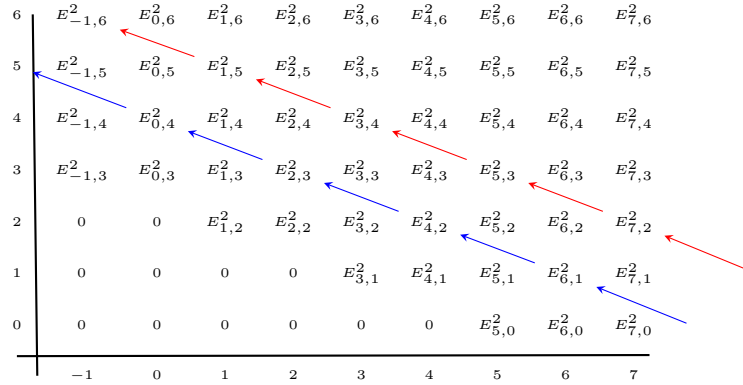 6 E^2_{-1,6} E^2_{0,6} E^2_{1,6} E^2_{2,6} E^2_{3,6} E^2_{4,6} E^2_{5,6} E^2_{6,6} E^2_{7,6}
5 E^2_{-1,5} E^2_{0,5} E^2_{1,5} E^2_{2,5} E^2_{3,5} E^2_{4,5} E^2_{5,5} E^2_{6,5} E^2_{7,5}
4 E^2_{-1,4} E^2_{0,4} E^2_{1,4} E^2_{2,4} E^2_{3,4} E^2_{4,4} E^2_{5,4} E^2_{6,4} E^2_{7,4}
3 E^2_{-1,3} E^2_{0,3} E^2_{1,3} E^2_{2,3} E^2_{3,3} E^2_{4,3} E^2_{5,3} E^2_{6,3} E^2_{7,3}
2 0 0 E^2_{1,2} E^2_{2,2} E^2_{3,2} E^2_{4,2} E^2_{5,2} E^2_{6,2} E^2_{7,2}
1 0 0 0 0 E^2_{3,1} E^2_{4,1} E^2_{5,1} E^2_{6,1} E^2_{7,1}
0 0 0 0 0 0 0 E^2_{5,0} E^2_{6,0} E^2_{7,0}
−1 0 1 2 3 4 5 6 7